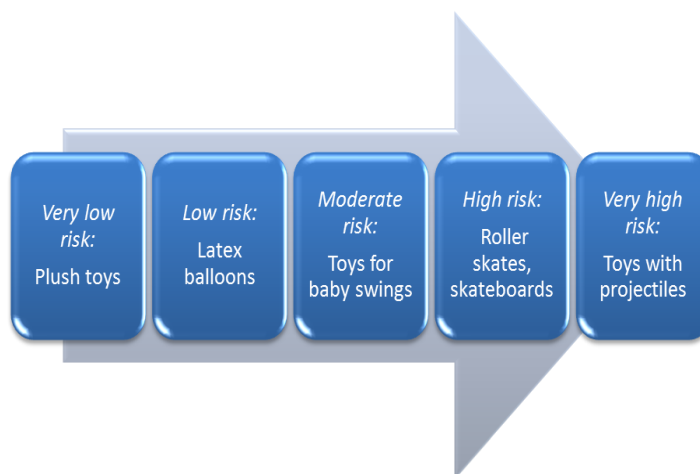 Very low
risk:
Plush toys
Low risk:
Latex
balloons
Moderate
risk:
Toys for
baby swings
High risk:
Roller
skates,
skateboards
Very high
risk:
Toys with
projectiles